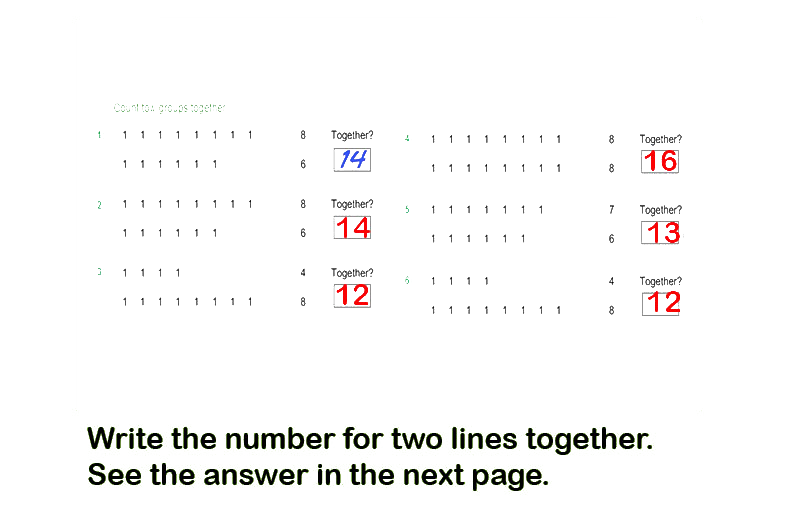 Count two groups together
1 1 1 1 1 1 1 1 1 8 Together?
1 1 1 1 1 1 6 14
2 1 1 1 1 1 1 1 1 8 Together?
1 1 1 1 1 1 6 14
3 1 1 1 1 4 Together?
1 1 1 1 1 1 1 1 8 12
4 1 1 1 1 1 1 1 1 8 Together?
1 1 1 1 1 1 1 1 8 16
5 1 1 1 1 1 1 1 7 Together?
1 1 1 1 1 1 6 13
6 1 1 1 1 4 Together?
1 1 1 1 1 1 1 1 8 12
Write the number for two lines together.
See the answer in the next page.